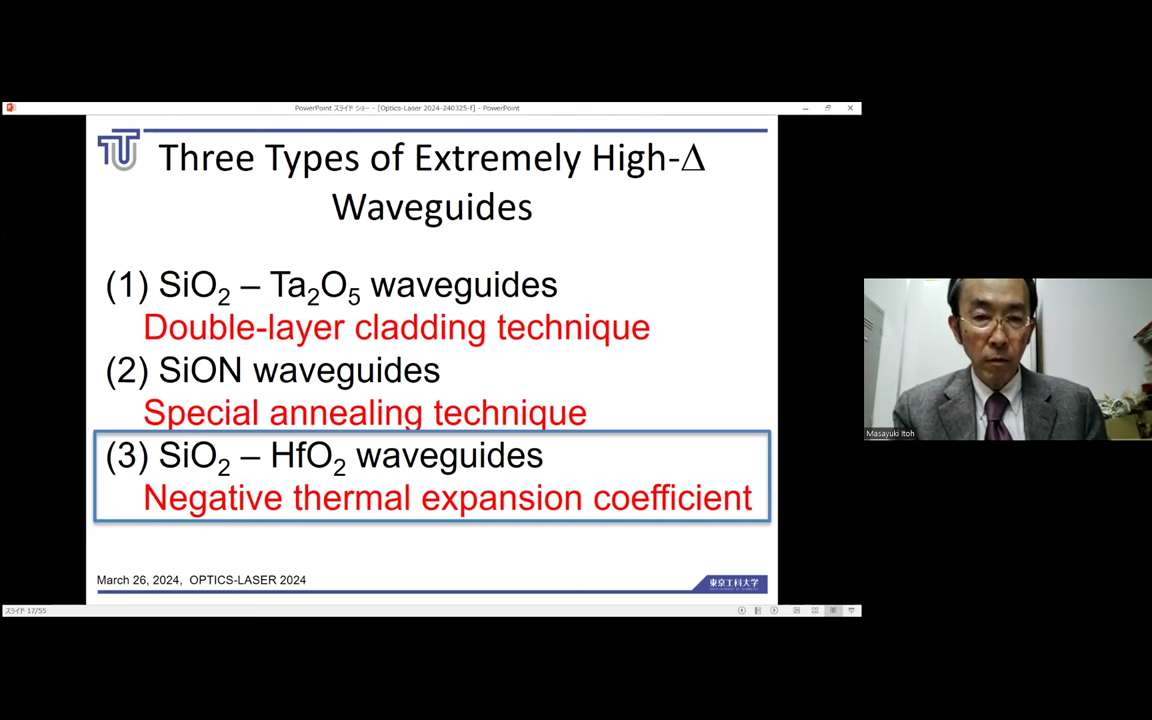 PowerPoint スライド ショー - [Optics-Laser 2024-240325-f] - PowerPoint
Three Types of Extremely High-Δ
Waveguides
(1) SiO₂ – Ta₂O₅ waveguides
Double-layer cladding technique
(2) SiON waveguides
Special annealing technique
(3) SiO₂ – HfO₂ waveguides
Negative thermal expansion coefficient
March 26, 2024, OPTICS-LASER 2024
東京工科大学
スライド 17/55
Masayuki Itoh